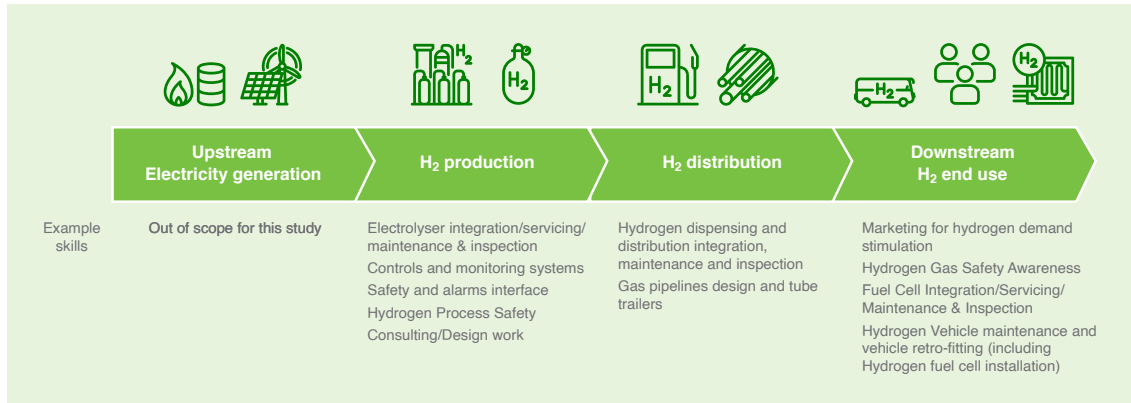 H2
H2
H2
H2
H2
Upstream
Electricity generation
H2 production
H2 distribution
Downstream
H2 end use
Example
skills
Out of scope for this study
Electrolyser integration/servicing/
maintenance & inspection
Controls and monitoring systems
Safety and alarms interface
Hydrogen Process Safety
Consulting/Design work
Hydrogen dispensing and
distribution integration,
maintenance and inspection
Gas pipelines design and tube
trailers
Marketing for hydrogen demand
stimulation
Hydrogen Gas Safety Awareness
Fuel Cell Integration/Servicing/
Maintenance & Inspection
Hydrogen Vehicle maintenance and
vehicle retro-fitting (including
Hydrogen fuel cell installation)